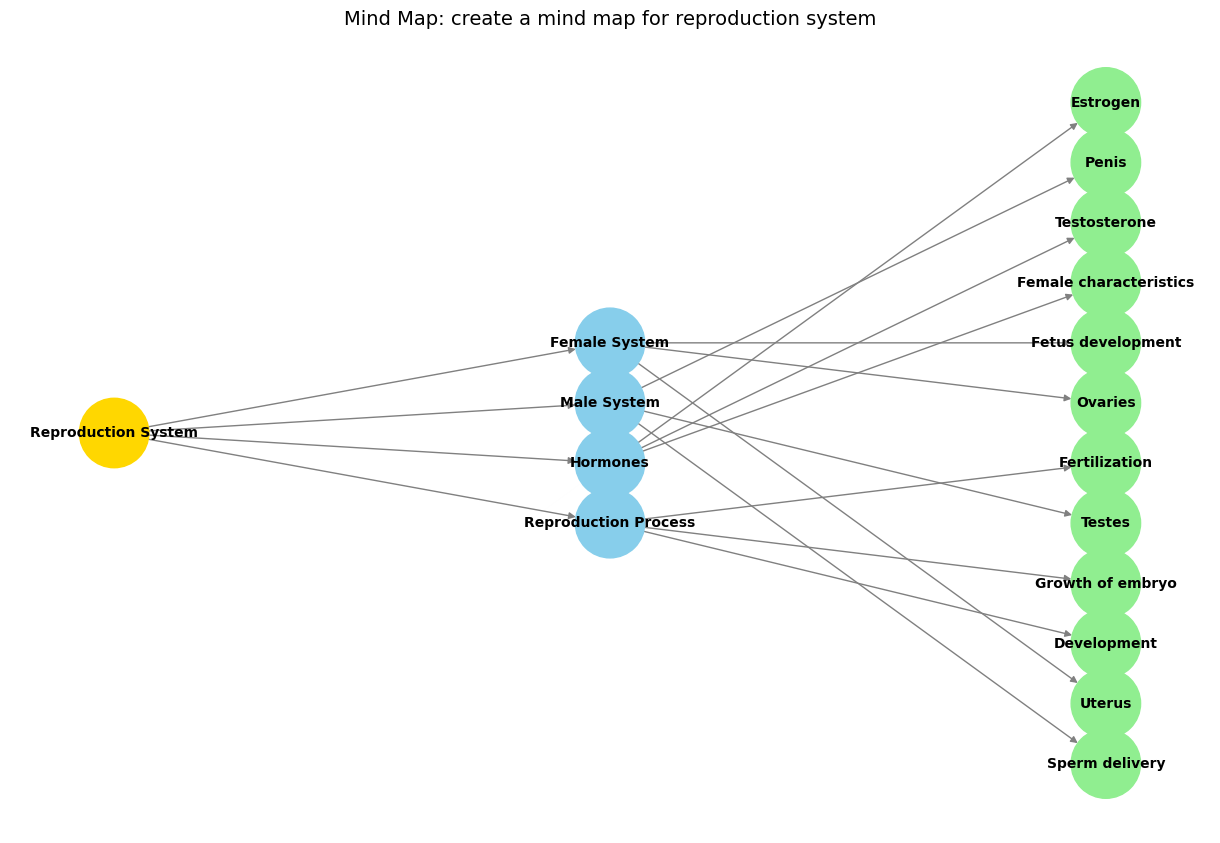 Mind Map: create a mind map for reproduction system
Reproduction System
Female System
Male System
Hormones
Reproduction Process
Estrogen
Penis
Testosterone
Female characteristics
Fetus development
Ovaries
Fertilization
Testes
Growth of embryo
Development
Uterus
Sperm delivery